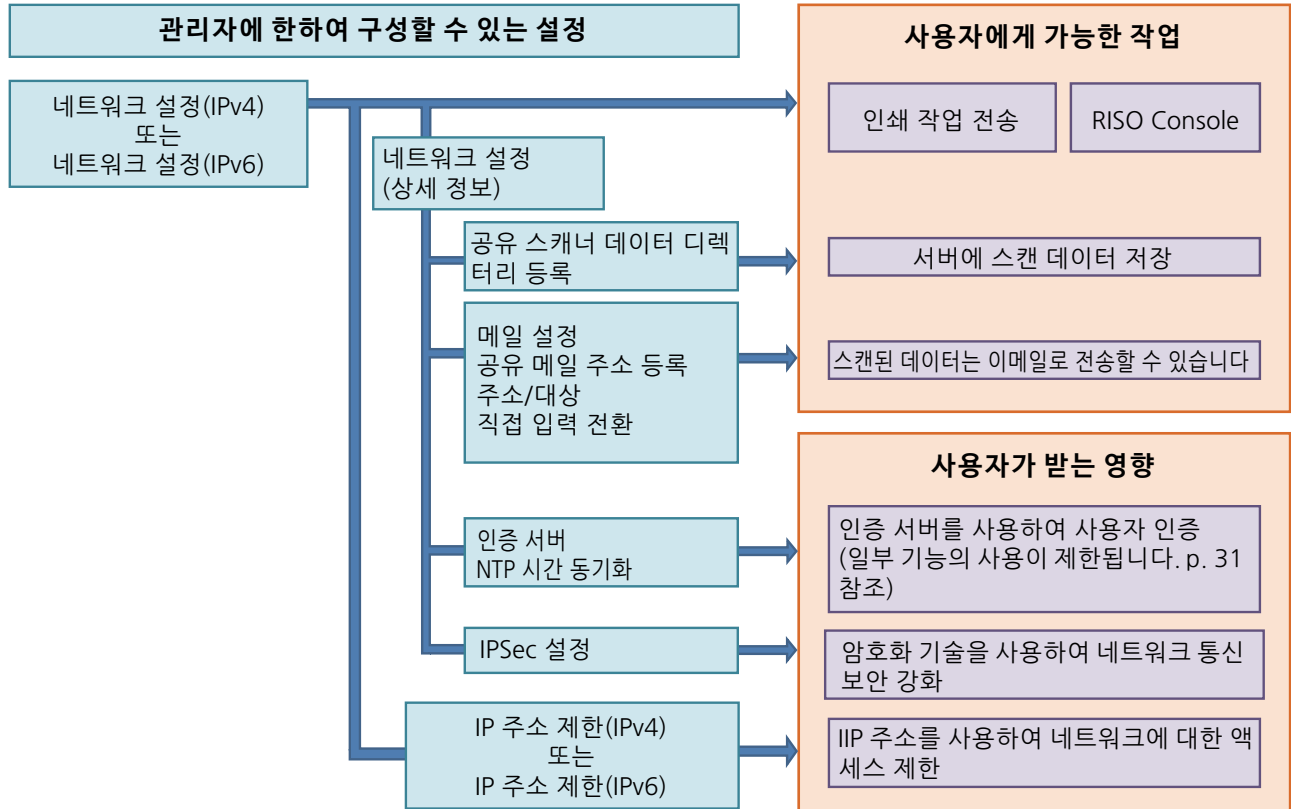 관리자에 한하여 구성할 수 있는 설정
사용자에게 가능한 작업
네트워크 설정(IPv4)
또는
네트워크 설정(IPv6)
인쇄 작업 전송
RISO Console
네트워크 설정
(상세 정보)
공유 스캐너 데이터 디렉
터리 등록
서버에 스캔 데이터 저장
메일 설정
공유 메일 주소 등록
주소/대상
직접 입력 전환
스캔된 데이터는 이메일로 전송할 수 있습니다
사용자가 받는 영향
인증 서버
NTP 시간 동기화
인증 서버를 사용하여 사용자 인증
(일부 기능의 사용이 제한됩니다. p. 31
참조)
IPSec 설정
암호화 기술을 사용하여 네트워크 통신
보안 강화
IP 주소 제한(IPv4)
또는
IP 주소 제한(IPv6)
IIP 주소를 사용하여 네트워크에 대한 액
세스 제한